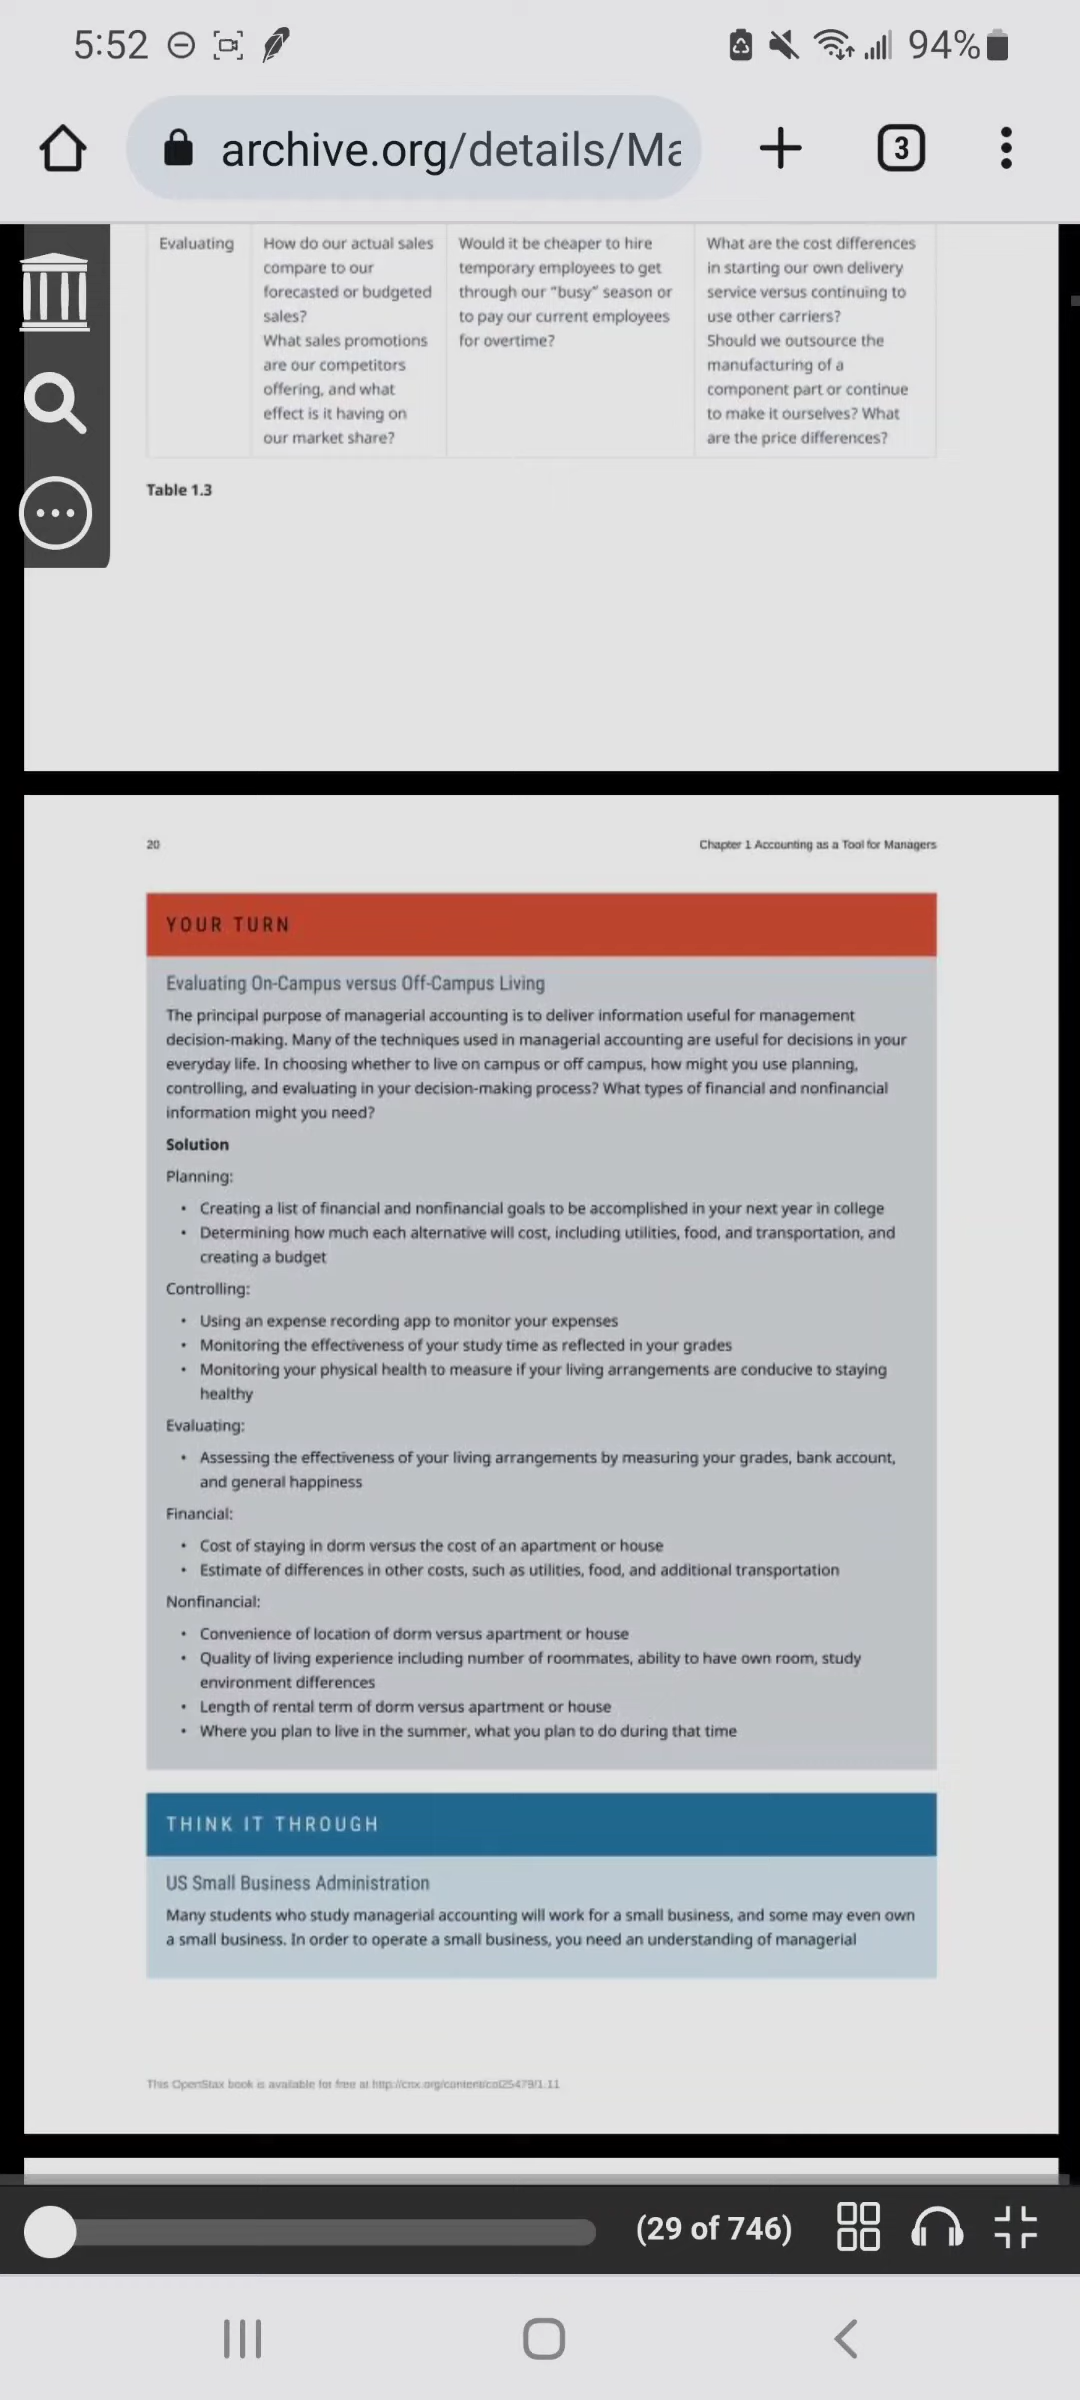 5:52
94%
archive.org/details/Ma
3
Evaluating
How do our actual sales
compare to our
forecasted or budgeted
sales?
What sales promotions
are our competitors
offering, and what
effect is it having on
our market share?
Would it be cheaper to hire
temporary employees to get
through our "busy" season or
to pay our current employees
for overtime?
What are the cost differences
in starting our own delivery
service versus continuing to
use other carriers?
Should we outsource the
manufacturing of a
component part or continue
to make it ourselves? What
are the price differences?
Table 1.3
20
Chapter 1 Accounting as a Tool for Managers
YOUR TURN
Evaluating On-Campus versus Off-Campus Living
The principal purpose of managerial accounting is to deliver information useful for management
decision-making. Many of the techniques used in managerial accounting are useful for decisions in your
everyday life. In choosing whether to live on campus or off campus, how might you use planning,
controlling, and evaluating in your decision-making process? What types of financial and nonfinancial
information might you need?
Solution
Planning:
• Creating a list of financial and nonfinancial goals to be accomplished in your next year in college
• Determining how much each alternative will cost, including utilities, food, and transportation, and
creating a budget
Controlling:
• Using an expense recording app to monitor your expenses
• Monitoring the effectiveness of your study time as reflected in your grades
• Monitoring your physical health to measure if your living arrangements are conducive to staying
healthy
Evaluating:
• Assessing the effectiveness of your living arrangements by measuring your grades, bank account,
and general happiness
Financial:
• Cost of staying in dorm versus the cost of an apartment or house
• Estimate of differences in other costs, such as utilities, food, and additional transportation
Nonfinancial:
• Convenience of location of dorm versus apartment or house
• Quality of living experience including number of roommates, ability to have own room, study
environment differences
• Length of rental term of dorm versus apartment or house
• Where you plan to live in the summer, what you plan to do during that time
THINK IT THROUGH
US Small Business Administration
Many students who study managerial accounting will work for a small business, and some may even own
a small business. In order to operate a small business, you need an understanding of managerial
This OpenStax book is available for free at http://cnx.org/content/col25479/1.11
(29 of 746)